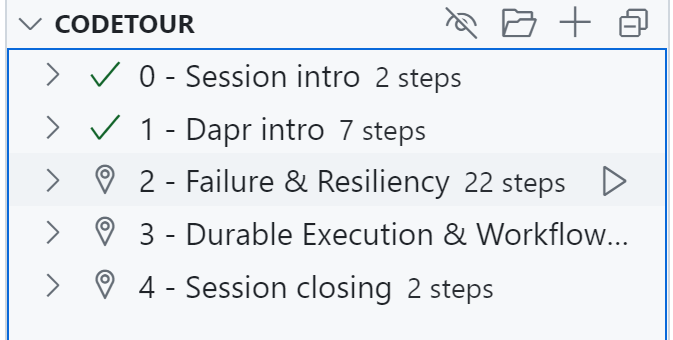 CODETOUR
0 - Session intro 2 steps
1 - Dapr intro 7 steps
2 - Failure & Resiliency 22 steps
3 - Durable Execution & Workflow...
4 - Session closing 2 steps